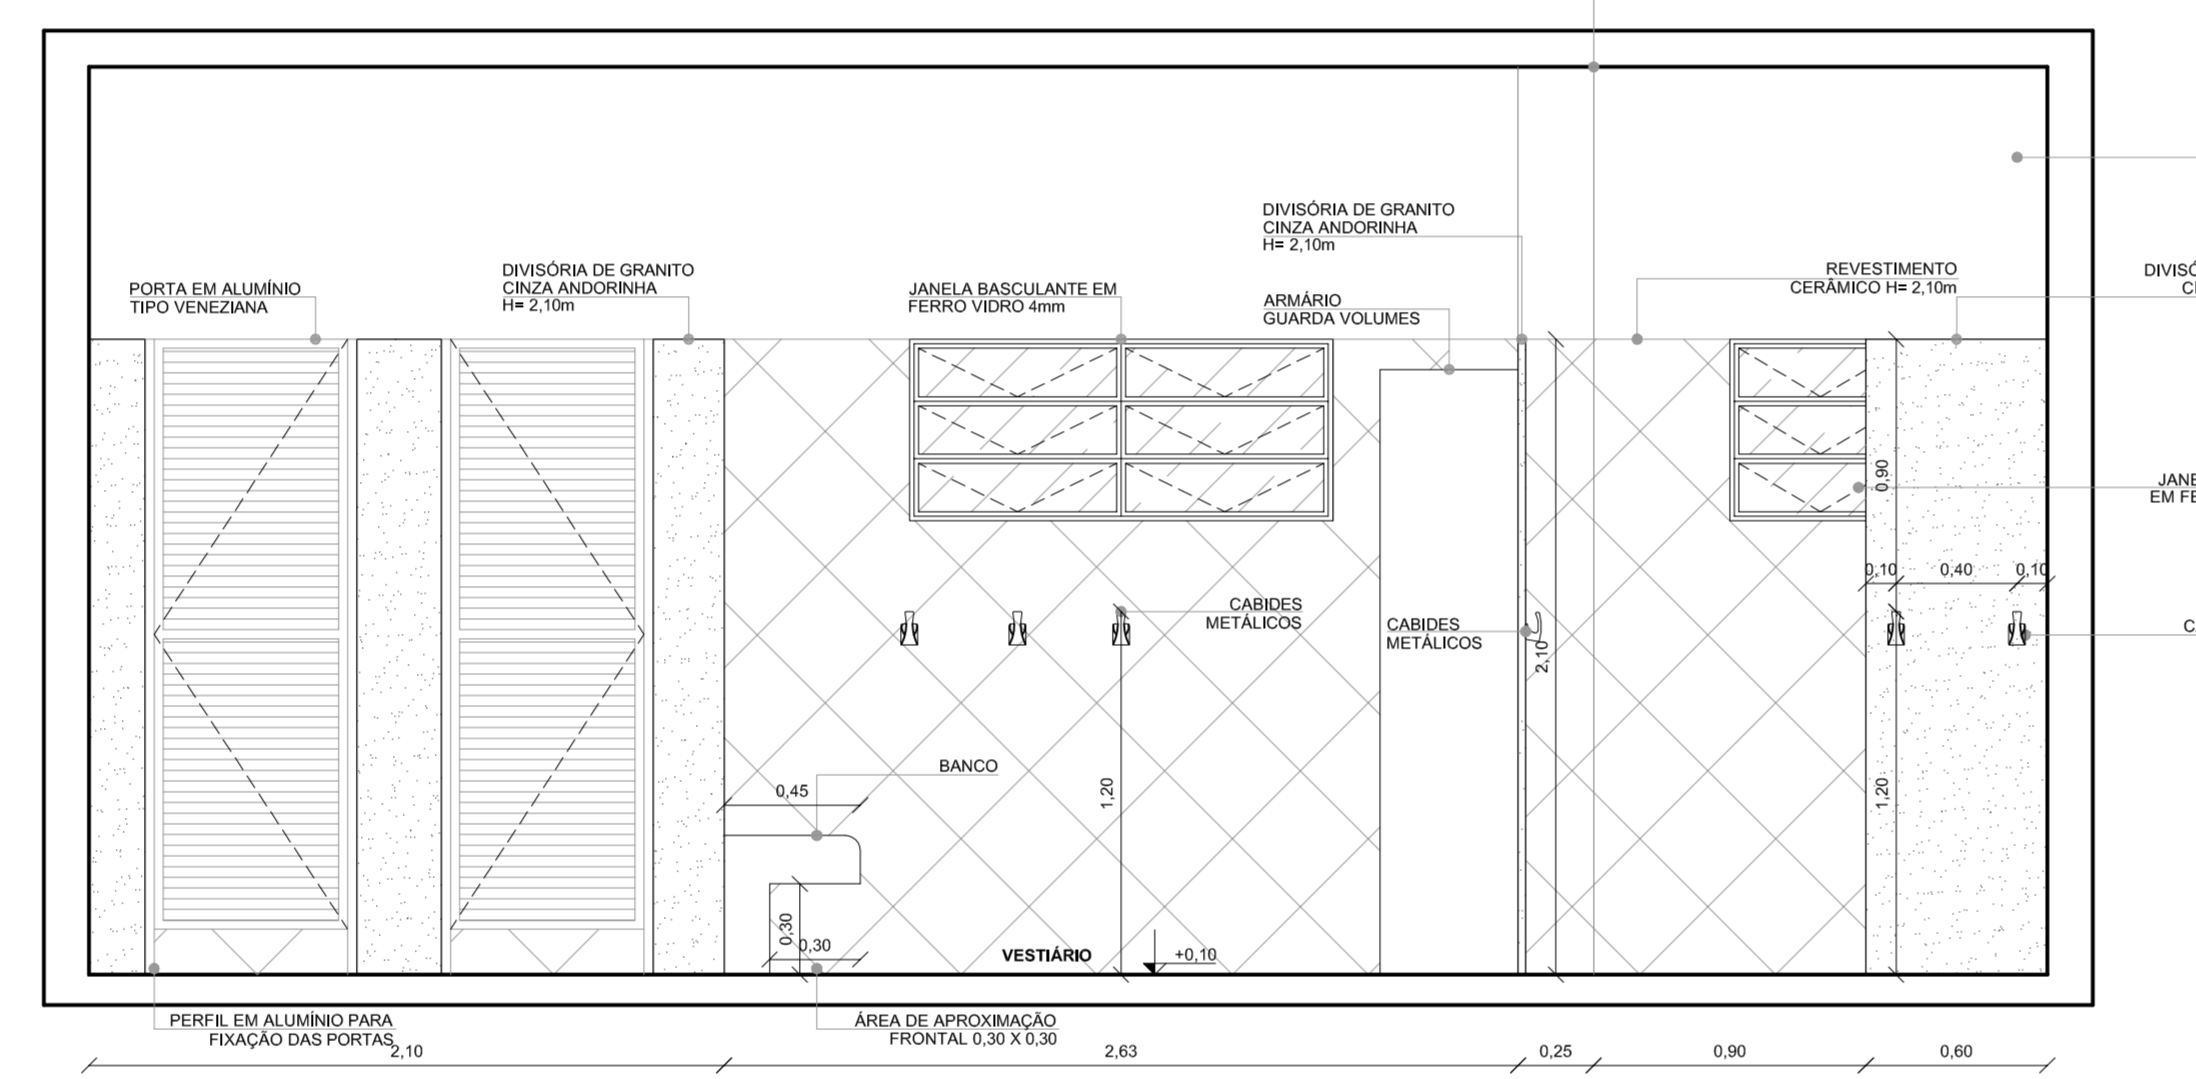 DIVISÓRIA DE GRANITO
CINZA ANDORINHA
H= 2,10m
PORTA EM ALUMÍNIO
TIPO VENEZIANA
DIVISÓRIA DE GRANITO
CINZA ANDORINHA
H= 2,10m
JANELA BASCULANTE EM
FERRO VIDRO 4mm
ARMÁRIO
GUARDA VOLUMES
REVESTIMENTO
CERÂMICO H= 2,10m
0,90
0,10
0,40
0,10
CABIDES
METÁLICOS
CABIDES
METÁLICOS
2,10
BANCO
0,45
1,20
1,20
0,30
0,30
VESTIÁRIO
+0,10
PERFIL EM ALUMÍNIO PARA
FIXAÇÃO DAS PORTAS
ÁREA DE APROXIMAÇÃO
FRONTAL 0,30 X 0,30
2,10
2,63
0,25
0,90
0,60